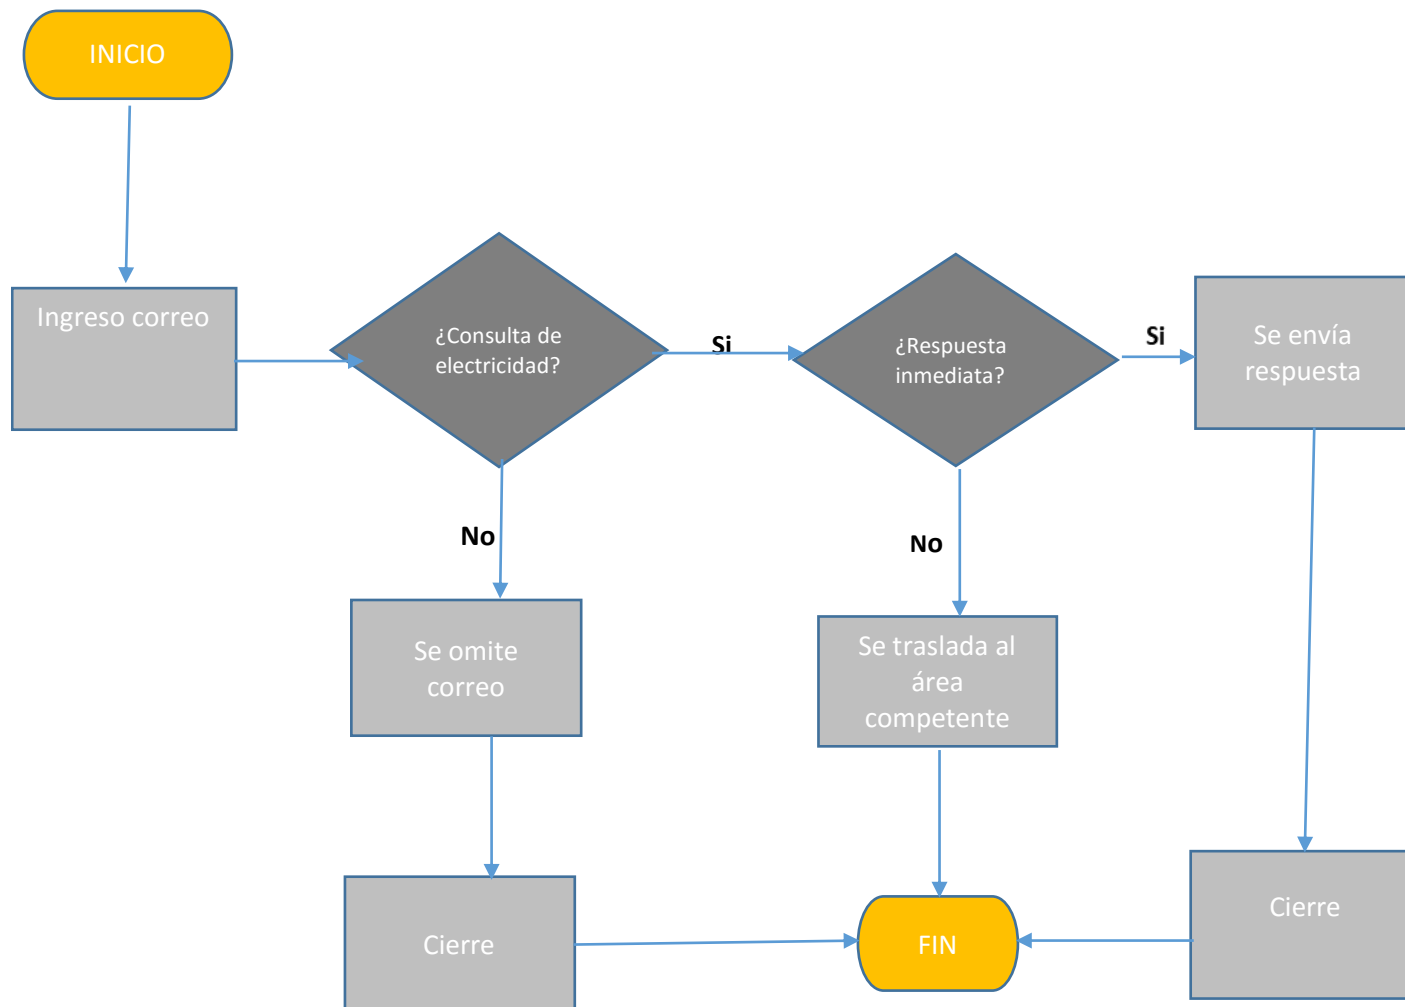 INICIO
Ingreso correo
¿Consulta de
electricidad?
Si
¿Respuesta
inmediata?
Si
Se envía
respuesta
No
No
Se omite
correo
Se traslada al
área
competente
Cierre
FIN
Cierre